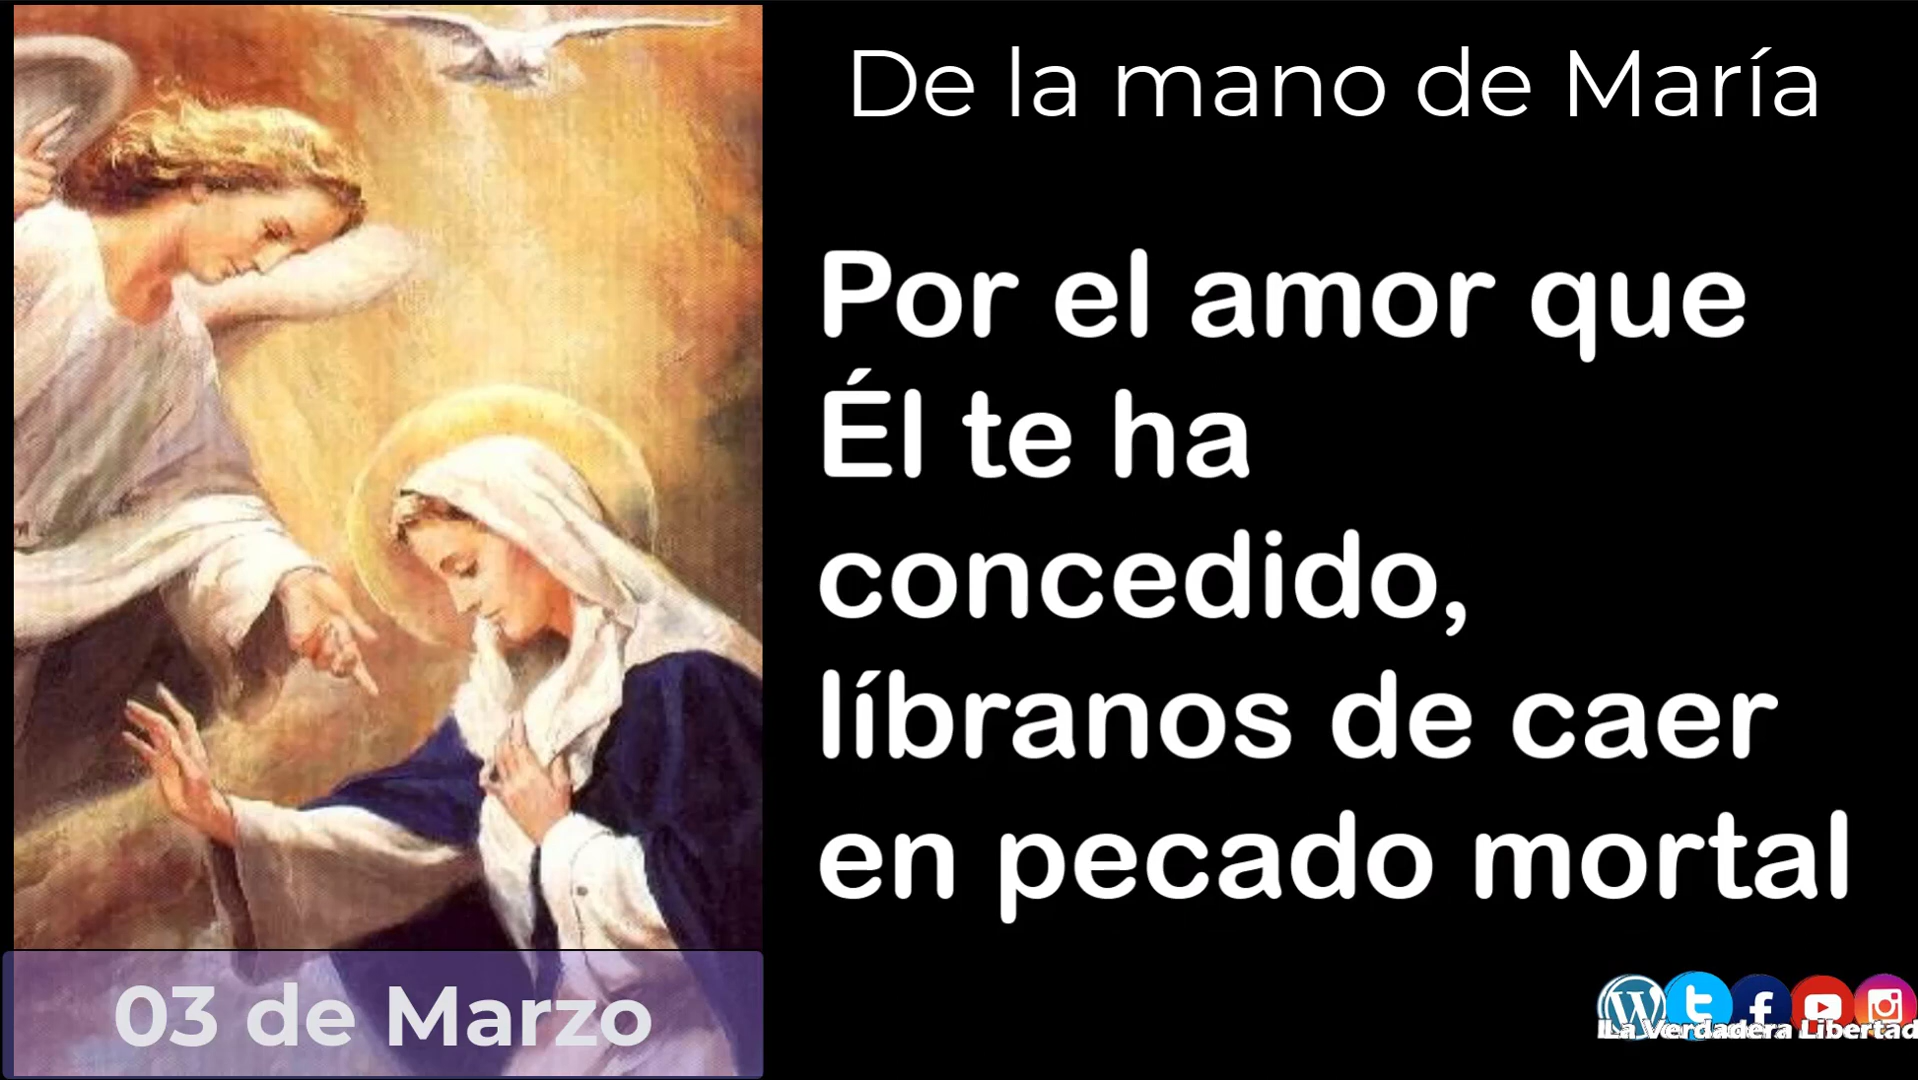 De la mano de María
Por el amor que
Él te ha
concedido,
líbranos de caer
en pecado mortal
03 de Marzo
La Verdadera Libertad